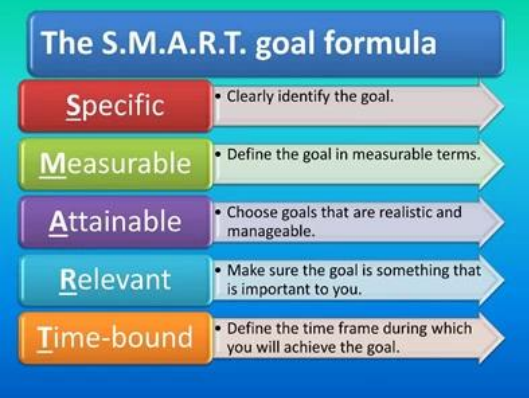 The S.M.A.R.T. goal formula
Specific
• Clearly identify the goal.
Measurable
• Define the goal in measurable terms.
Attainable
• Choose goals that are realistic and
manageable.
Relevant
• Make sure the goal is something that
is important to you.
Time-bound
• Define the time frame during which
you will achieve the goal.